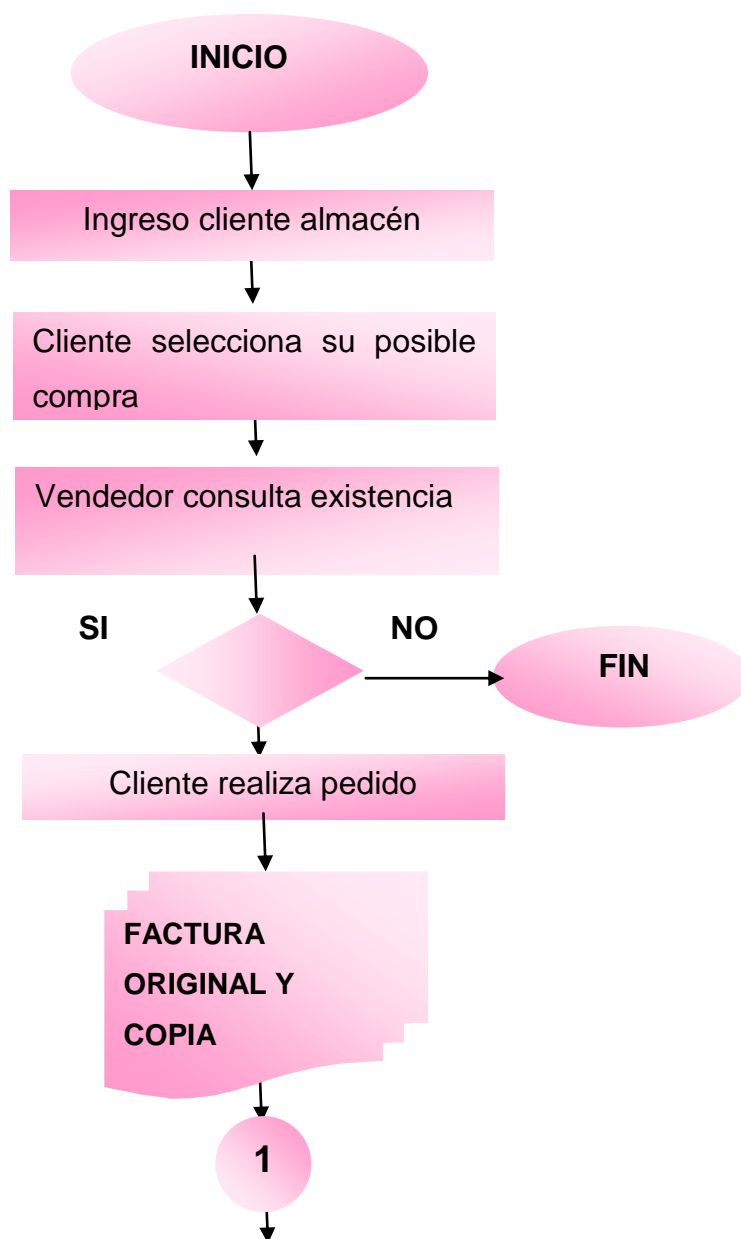 INICIO
Ingreso cliente almacén
Cliente selecciona su posible
compra
Vendedor consulta existencia
SI
NO
FIN
Cliente realiza pedido
FACTURA
ORIGINAL Y
COPIA
1